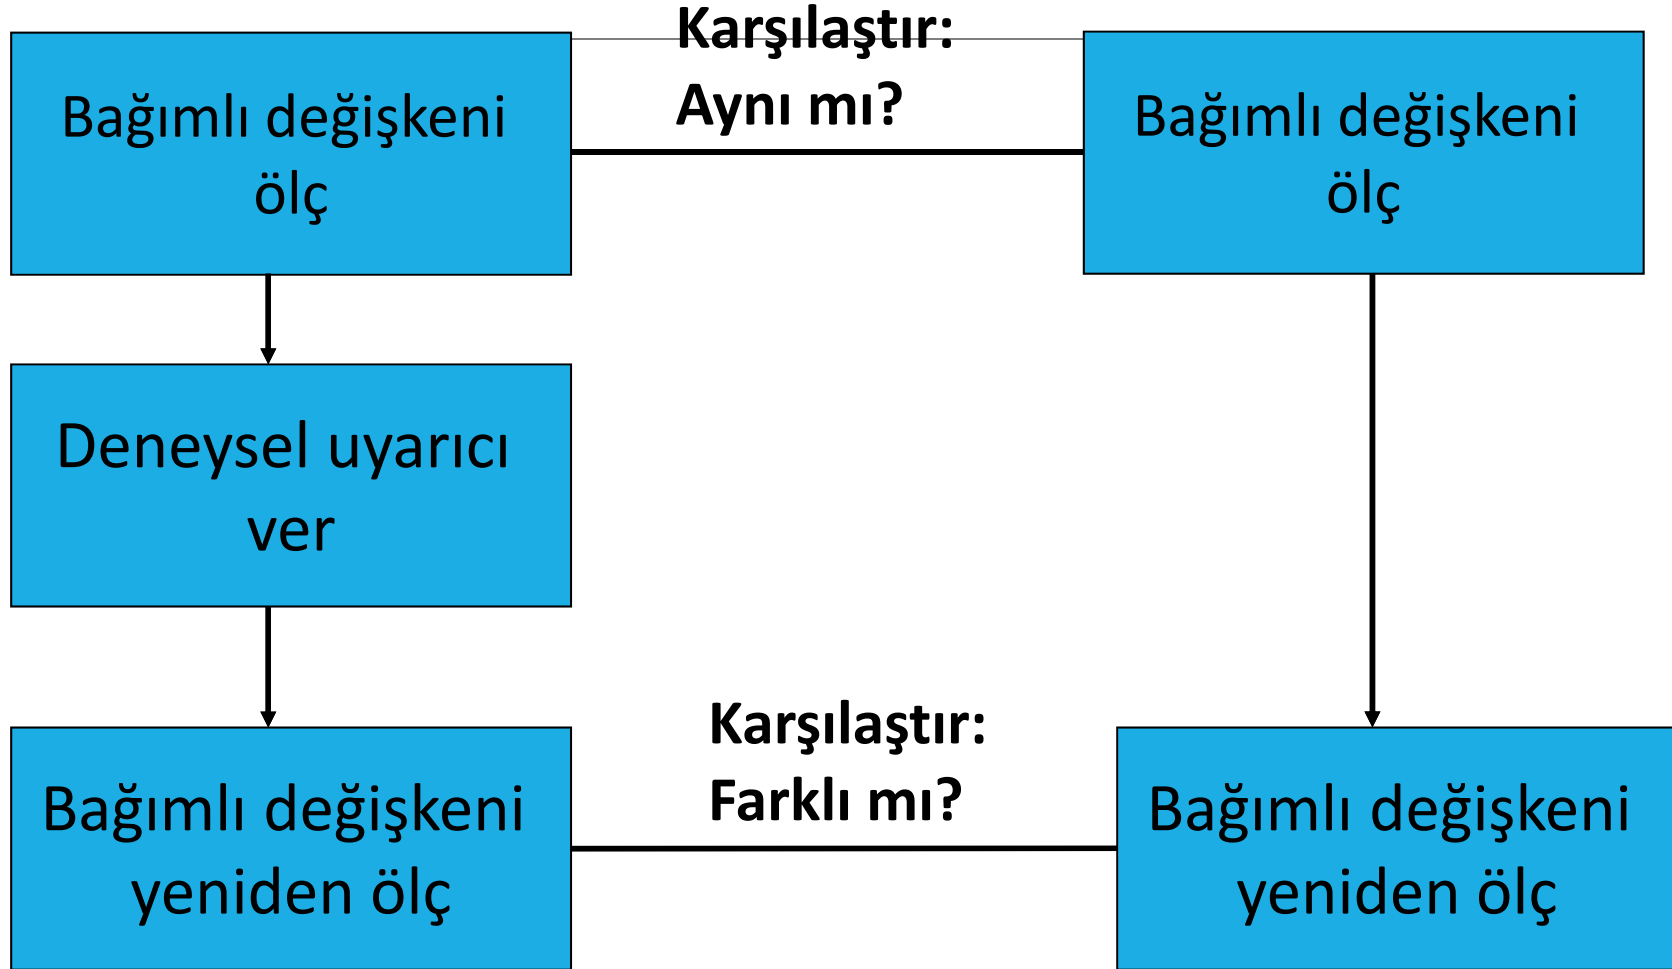 Karşılaştır:
Aynı mı?
Bağımlı değişkeni
ölç
Bağımlı değişkeni
ölç
Deneysel uyarıcı
ver
Karşılaştır:
Farklı mı?
Bağımlı değişkeni
yeniden ölç
Bağımlı değişkeni
yeniden ölç